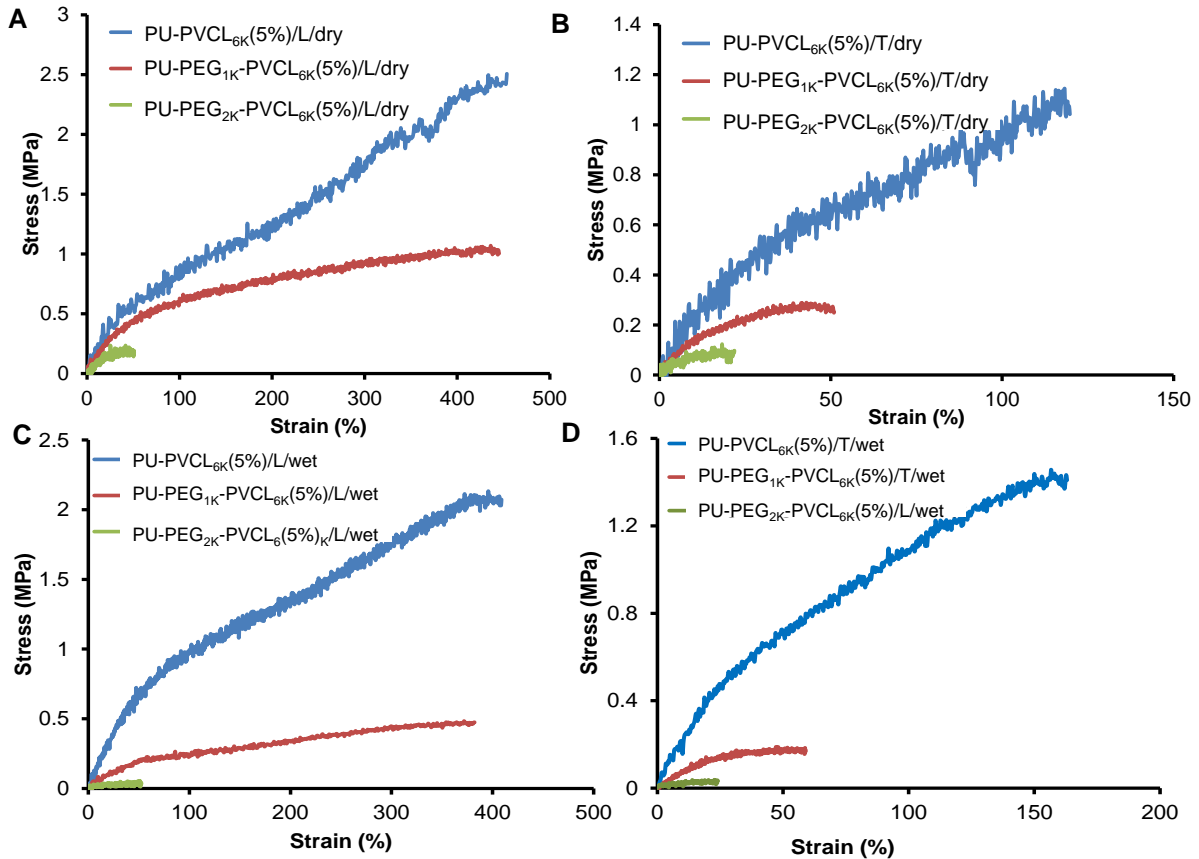 A
3
2.5
2
1.5
1
0.5
0
Stress (MPa)
PU-PVCL6K(5%)/L/dry
PU-PEG1K-PVCL6K(5%)/L/dry
PU-PEG2K-PVCL6K(5%)/L/dry
0 100 200 300 400 500
Strain (%)
B
1.4
1.2
1
0.8
0.6
0.4
0.2
0
Stress (MPa)
PU-PVCL6K(5%)/T/dry
PU-PEG1K-PVCL6K(5%)/T/dry
PU-PEG2K-PVCL6K(5%)/T/dry
0 50 100 150
Strain (%)
C
2.5
2
1.5
1
0.5
0
Stress (MPa)
PU-PVCL6K(5%)/L/wet
PU-PEG1K-PVCL6K(5%)/L/wet
PU-PEG2K-PVCL6(5%)K/L/wet
0 100 200 300 400 500
Strain (%)
D
1.6
1.2
0.8
0.4
0
Stress (MPa)
PU-PVCL6K(5%)/T/wet
PU-PEG1K-PVCL6K(5%)/T/wet
PU-PEG2K-PVCL6K(5%)/L/wet
0 50 100 150 200
Strain (%)